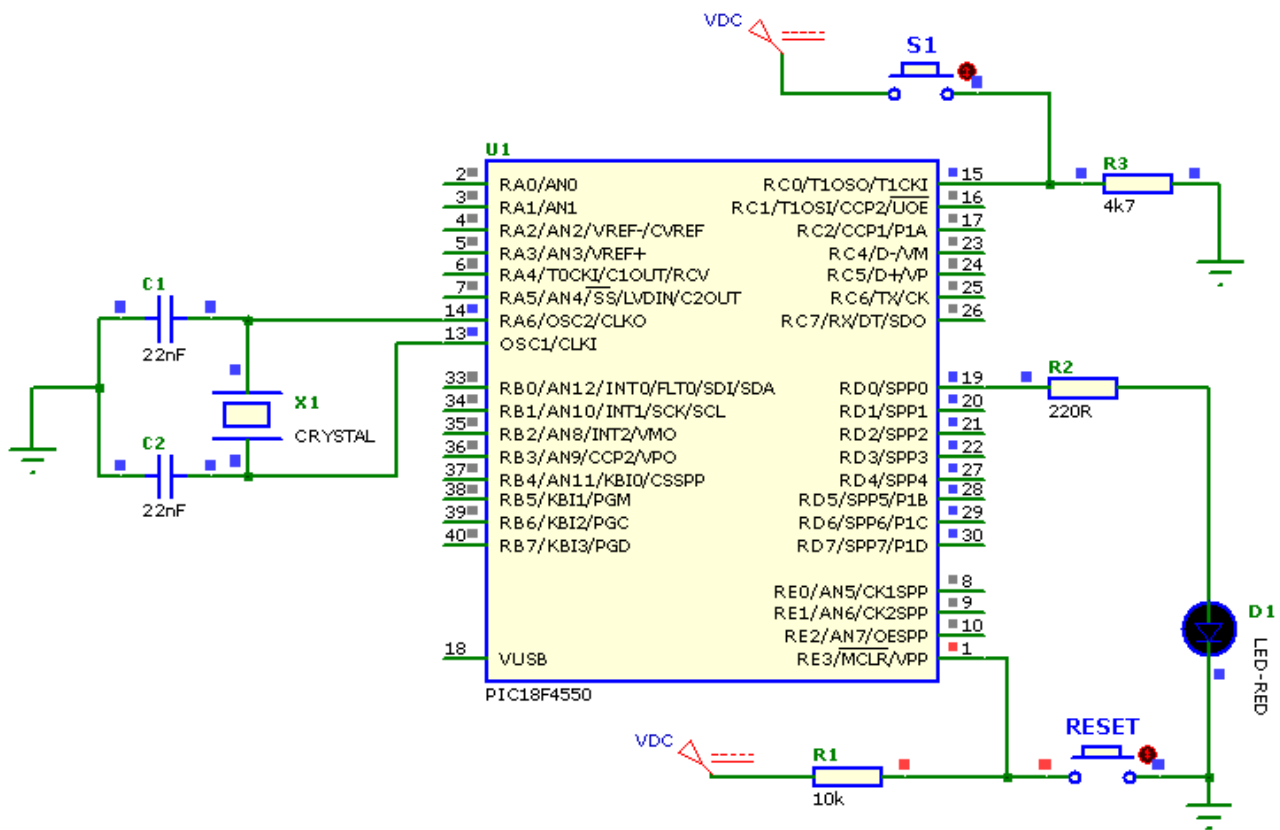 VDC
S1
U1
2 RA0/AN0
3 RA1/AN1
4 RA2/AN2/VREF-/CVREF
5 RA3/AN3/VREF+
6 RA4/T0CKI/C1OUT/RCV
7 RA5/AN4/SS/LVDIN/C2OUT
14 RA6/OSC2/CLKO
13 OSC1/CLKI
33 RB0/AN12/INT0/FLT0/SDI/SDA
34 RB1/AN10/INT1/SCK/SCL
35 RB2/AN8/INT2/VMO
36 RB3/AN9/CCP2/VPO
37 RB4/AN11/KBI0/CSSPP
38 RB5/KBI1/PGM
39 RB6/KBI2/PGC
40 RB7/KBI3/PGD
18 VUSB
RC0/T1OSO/T1CKI 15
RC1/T1OSI/CCP2/UOE 16
RC2/CCP1/P1A 17
RC4/D-/VM 23
RC5/D+/VP 24
RC6/TX/CK 25
RC7/RX/DT/SDO 26
RD0/SPP0 19
RD1/SPP1 20
RD2/SPP2 21
RD3/SPP3 22
RD4/SPP4 27
RD5/SPP5/P1B 28
RD6/SPP6/P1C 29
RD7/SPP7/P1D 30
RE0/AN5/CK1SPP 8
RE1/AN6/CK2SPP 9
RE2/AN7/OESPP 10
RE3/MCLR/VPP 1
PIC18F4550
R3
4k7
C1
22nF
X1
CRYSTAL
C2
22nF
R2
220R
D1
LED-RED
RESET
VDC
R1
10k